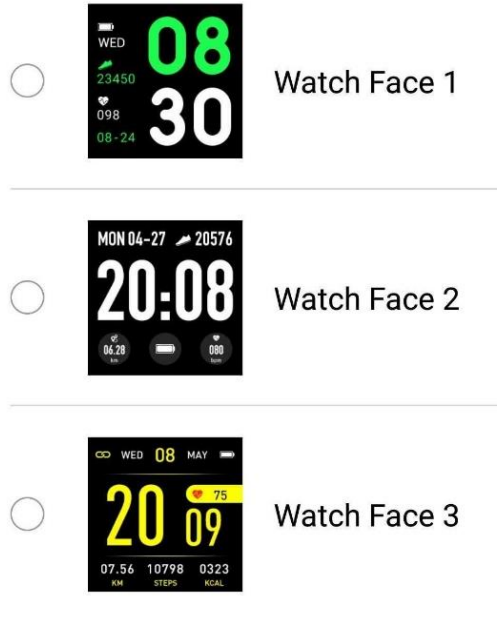 WED
08
23450
098
30
08-24
Watch Face 1
MON 04-27 20576
20:08
06.28 080
km bpm
Watch Face 2
WED 08 MAY
20 75
09
07.56 10798 0323
KM STEPS KCAL
Watch Face 3